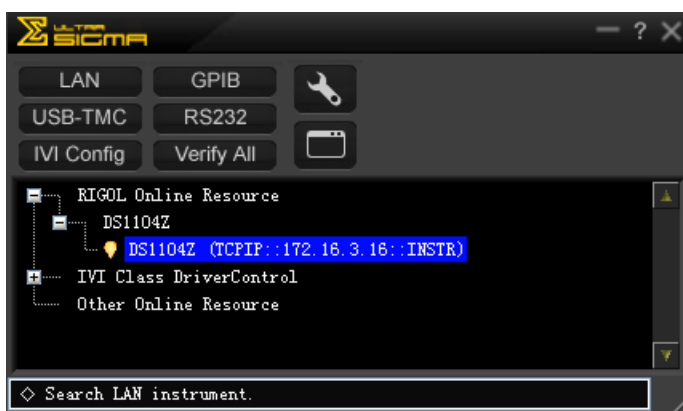 ULTRA
SIGMA
?
LAN GPIB
USB-TMC RS232
IVI Config Verify All
RIGOL Online Resource
DS1104Z
DS1104Z (TCPIP::172.16.3.16::INSTR)
IVI Class DriverControl
Other Online Resource
Search LAN instrument.